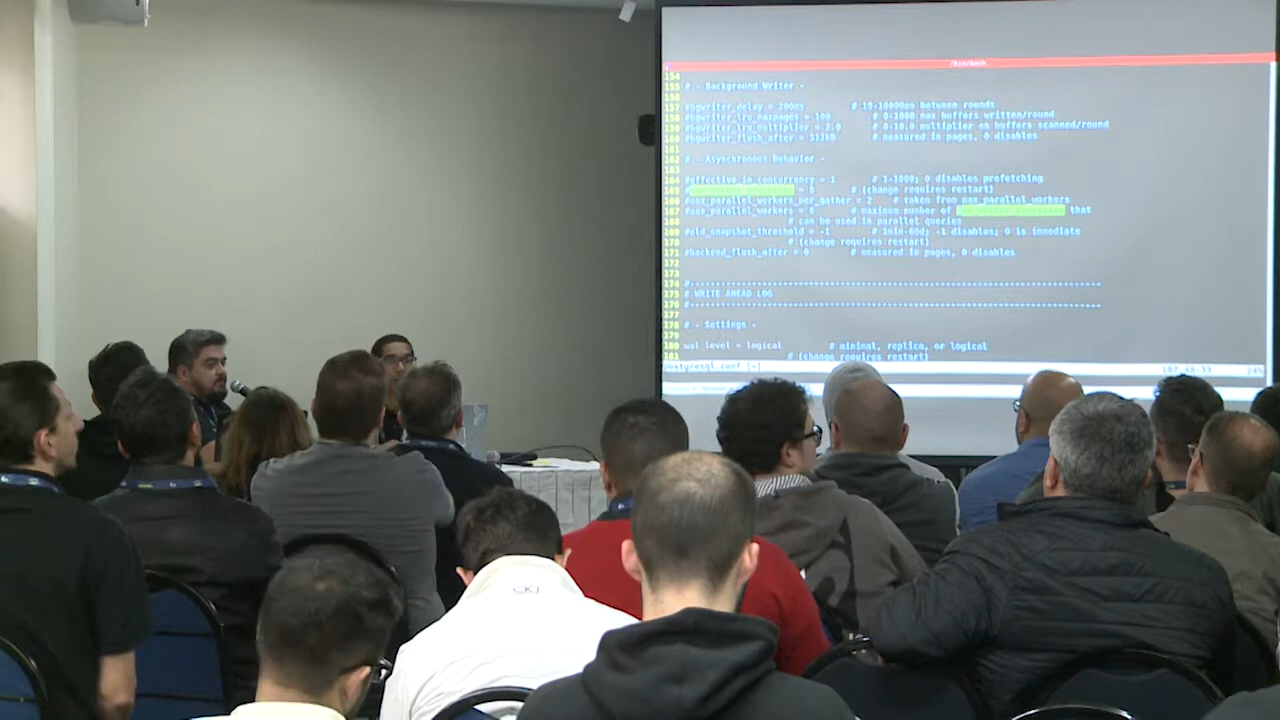 /bin/bash
154
155 # - Background Writer -
156
157 #bgwriter_delay = 200ms # 10-10000ms between rounds
158 #bgwriter_lru_maxpages = 100 # 0-1000 max buffers written/round
159 #bgwriter_lru_multiplier = 2.0 # 0-10.0 multiplier on buffers scanned/round
160 #bgwriter_flush_after = 512kB # measured in pages, 0 disables
161
162 # - Asynchronous Behavior -
163
164 #effective_io_concurrency = 1 # 1-1000; 0 disables prefetching
165 #max_worker_processes = 8 # (change requires restart)
166 #max_parallel_workers_per_gather = 2 # taken from max_parallel_workers
167 #max_parallel_workers = 8 # maximum number of max_worker_processes that
168 # can be used in parallel queries
169 #old_snapshot_threshold = -1 # 1min-60d; -1 disables; 0 is immediate
170 # (change requires restart)
171 #backend_flush_after = 0 # measured in pages, 0 disables
172
173
174 #------------------------------------------------------------------------------
175 # WRITE AHEAD LOG
176 #------------------------------------------------------------------------------
177
178 # - Settings -
179
180 wal_level = logical # minimal, replica, or logical
181 # (change requires restart)
postgresql.conf [+] 24%
CKJ